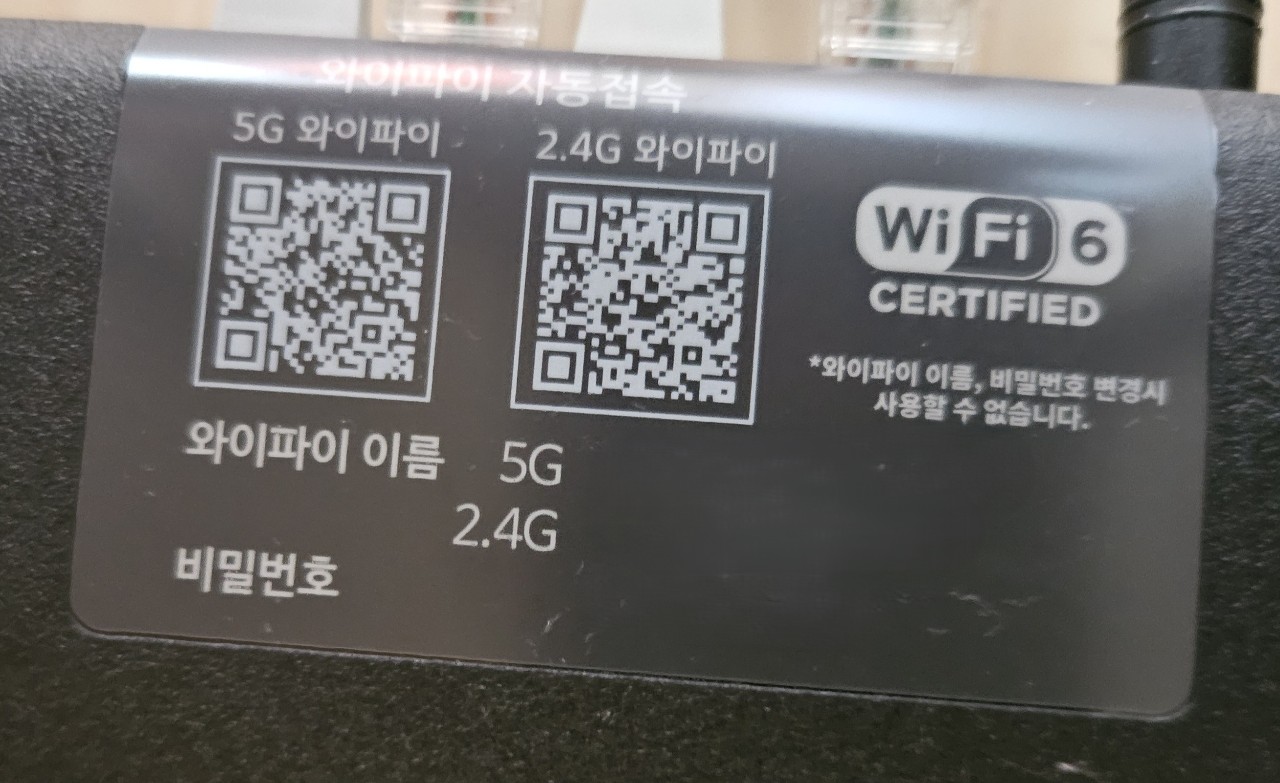 와이파이 자동접속
5G 와이파이
2.4G 와이파이
WiFi 6
CERTIFIED
*와이파이 이름, 비밀번호 변경시
사용할 수 없습니다.
와이파이 이름 5G
2.4G
비밀번호